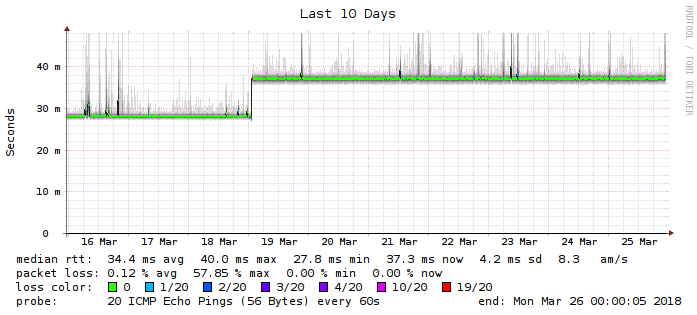 Last 10 Days
RRDTOOL / TOBI OETIKER
Seconds
40 m
30 m
20 m
10 m
0
16 Mar 17 Mar 18 Mar 19 Mar 20 Mar 21 Mar 22 Mar 23 Mar 24 Mar 25 Mar
median rtt: 34.4 ms avg 40.0 ms max 27.8 ms min 37.3 ms now 4.2 ms sd 8.3 am/s
packet loss: 0.12 % avg 57.85 % max 0.00 % min 0.00 % now
loss color: 0 1/20 2/20 3/20 4/20 10/20 19/20
probe: 20 ICMP Echo Pings (56 Bytes) every 60s end: Mon Mar 26 00:00:05 2018